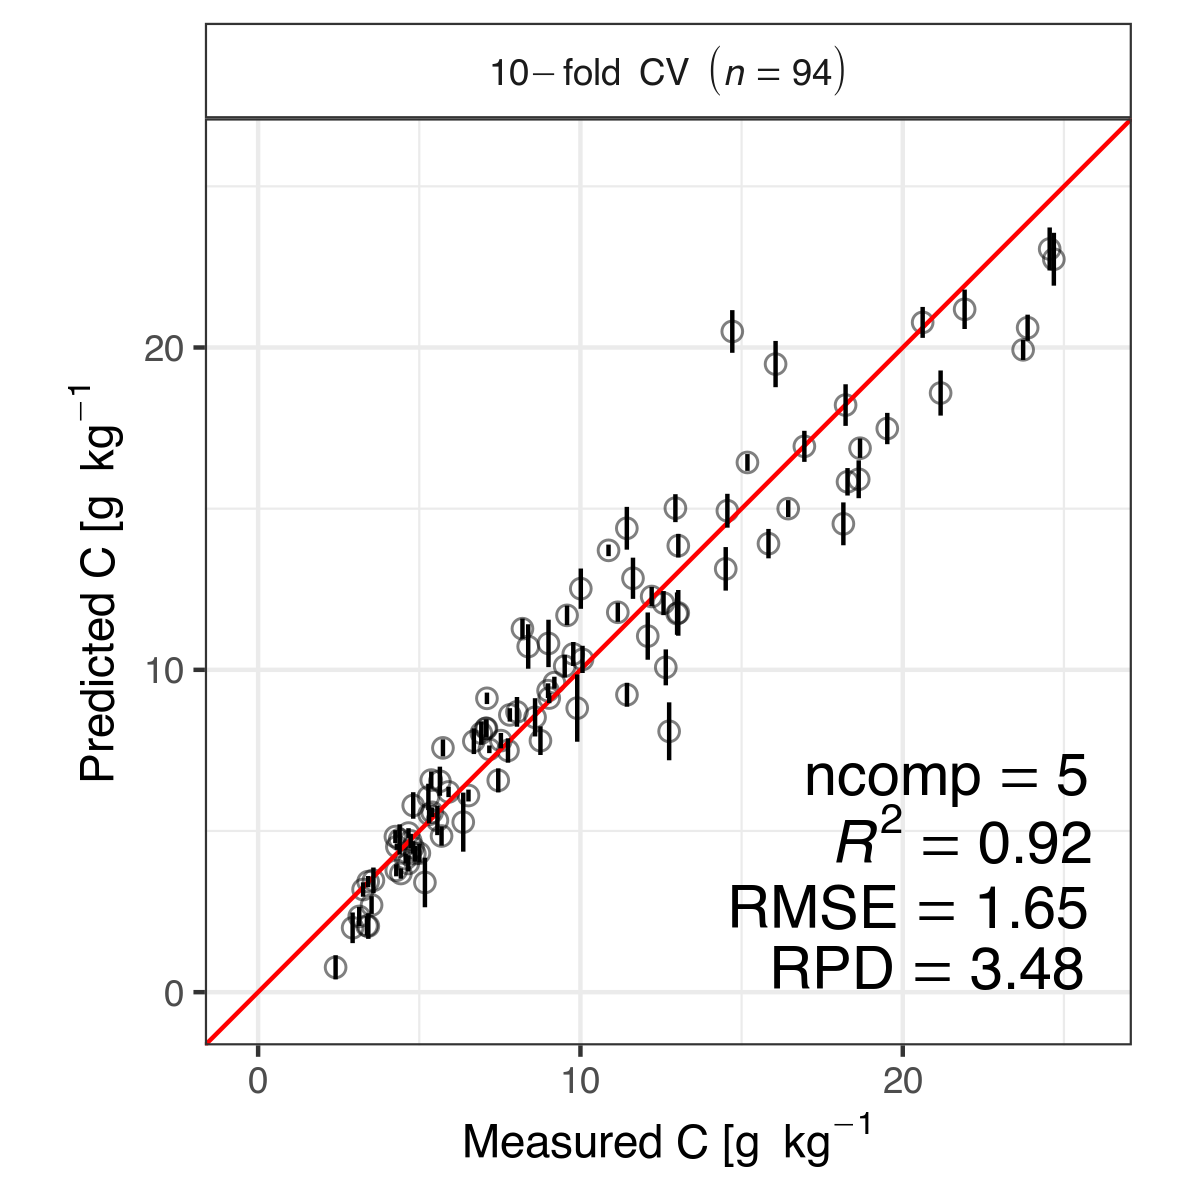 10− fold CV (n = 94)
Predicted C [g kg⁻¹
20
10
0
ncomp = 5
R² = 0.92
RMSE = 1.65
RPD = 3.48
0 10 20
Measured C [g kg⁻¹